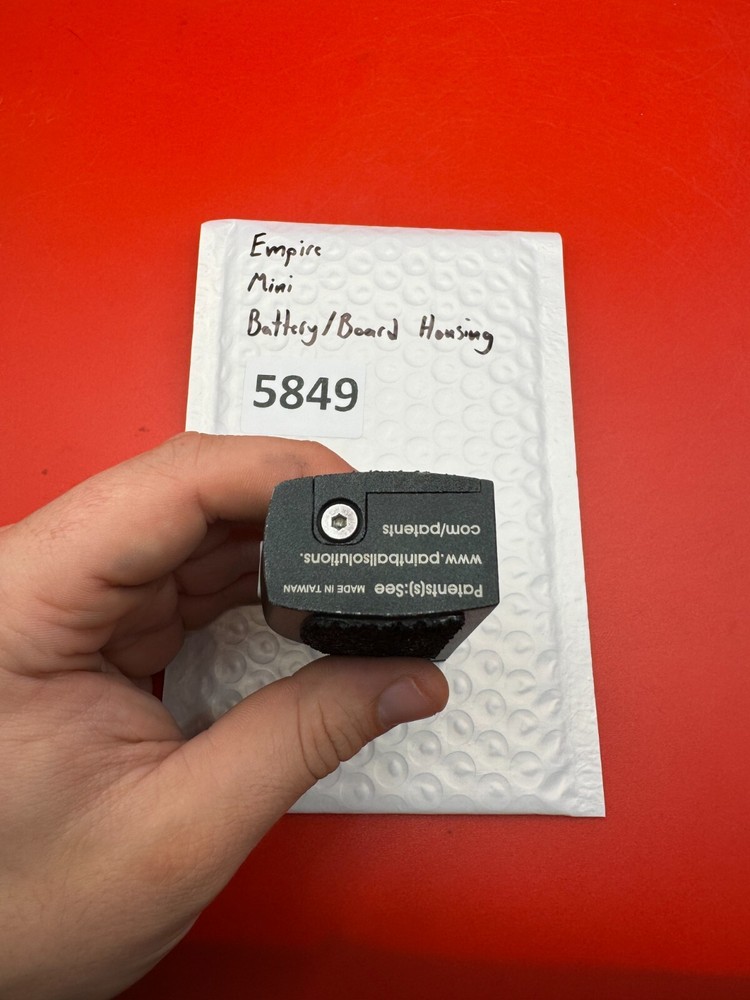 Empire
Mini
Battery/Board Housing
5849
Patents(s):See MADE IN TAIWAN
www.paintballsolutions.
com/patents